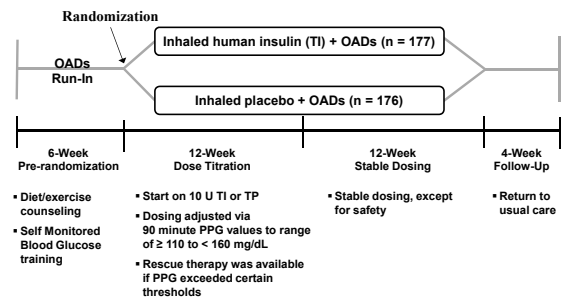 Randomization
Inhaled human insulin (TI) + OADs (n = 177)
OADs
Run-In
Inhaled placebo + OADs (n = 176)
6-Week
Pre-randomization
12-Week
Dose Titration
12-Week
Stable Dosing
4-Week
Follow-Up
▪ Diet/exercise
counseling
▪ Self Monitored
Blood Glucose
training
▪ Start on 10 U TI or TP
▪ Dosing adjusted via
90 minute PPG values to range
of ≥ 110 to < 160 mg/dL
▪ Rescue therapy was available
if PPG exceeded certain
thresholds
▪ Stable dosing, except
for safety
▪ Return to
usual care